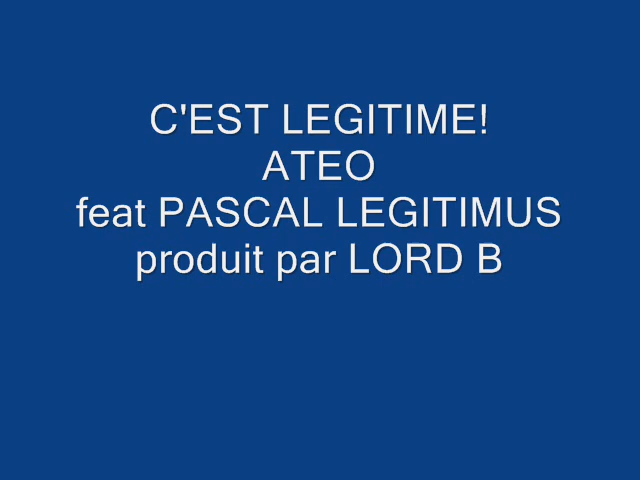 C'EST LEGITIME!
ATEO
feat PASCAL LEGITIMUS
produit par LORD B